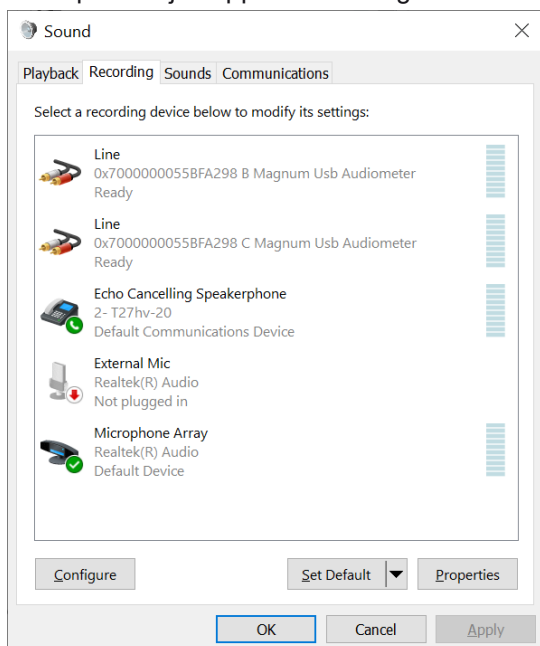 Sound
Playback Recording Sounds Communications
Select a recording device below to modify its settings:
Line
0x7000000055BFA298 B Magnum Usb Audiometer
Ready
Line
0x7000000055BFA298 C Magnum Usb Audiometer
Ready
Echo Cancelling Speakerphone
2- T27hv-20
Default Communications Device
External Mic
Realtek(R) Audio
Not plugged in
Microphone Array
Realtek(R) Audio
Default Device
Configure Set Default Properties
OK Cancel Apply